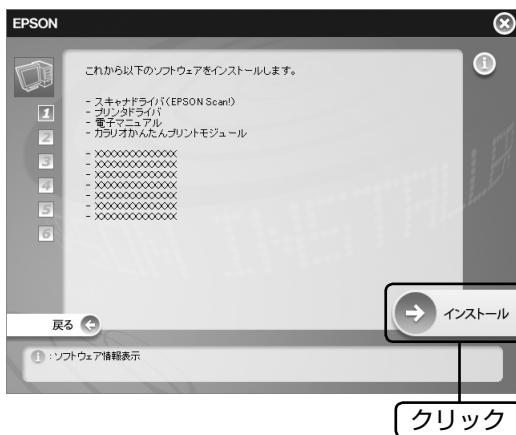 EPSON
これから以下のソフトウェアをインストールします。
- スキャナドライバ(EPSON Scan!)
- プリンタドライバ
- 電子マニュアル
- カラリオかんたんプリントモジュール
- XXXXXXXXXXXXX
- XXXXXXXXXXXXX
- XXXXXXXXXXXXX
- XXXXXXXXXXXXX
- XXXXXXXXXXXXX
- XXXXXXXXXXXXX
- XXXXXXXXXXXXX
1
2
3
4
5
6
インストール
戻る
i : ソフトウェア情報表示
クリック